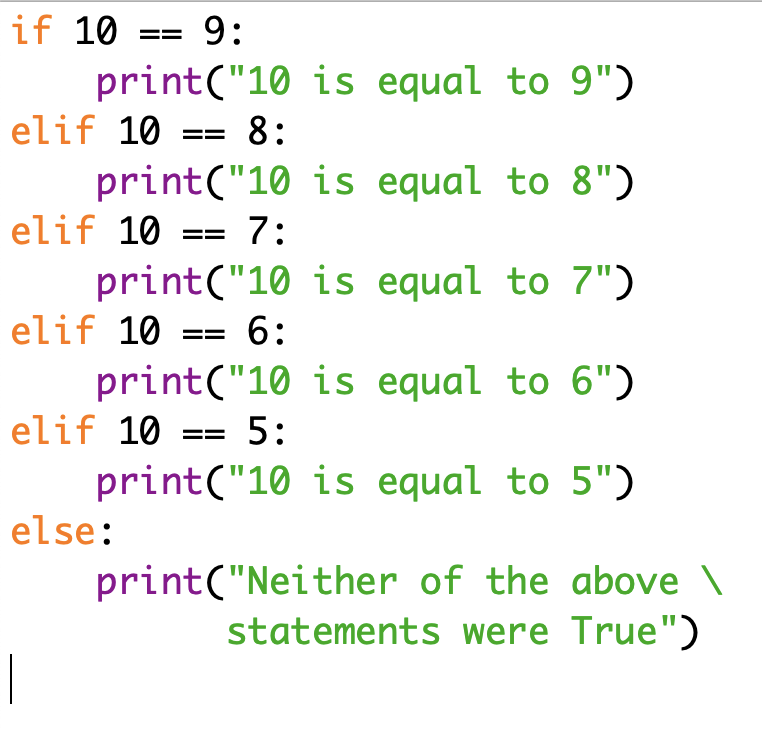 if 10 == 9:
    print("10 is equal to 9")
elif 10 == 8:
    print("10 is equal to 8")
elif 10 == 7:
    print("10 is equal to 7")
elif 10 == 6:
    print("10 is equal to 6")
elif 10 == 5:
    print("10 is equal to 5")
else:
    print("Neither of the above \
          statements were True")